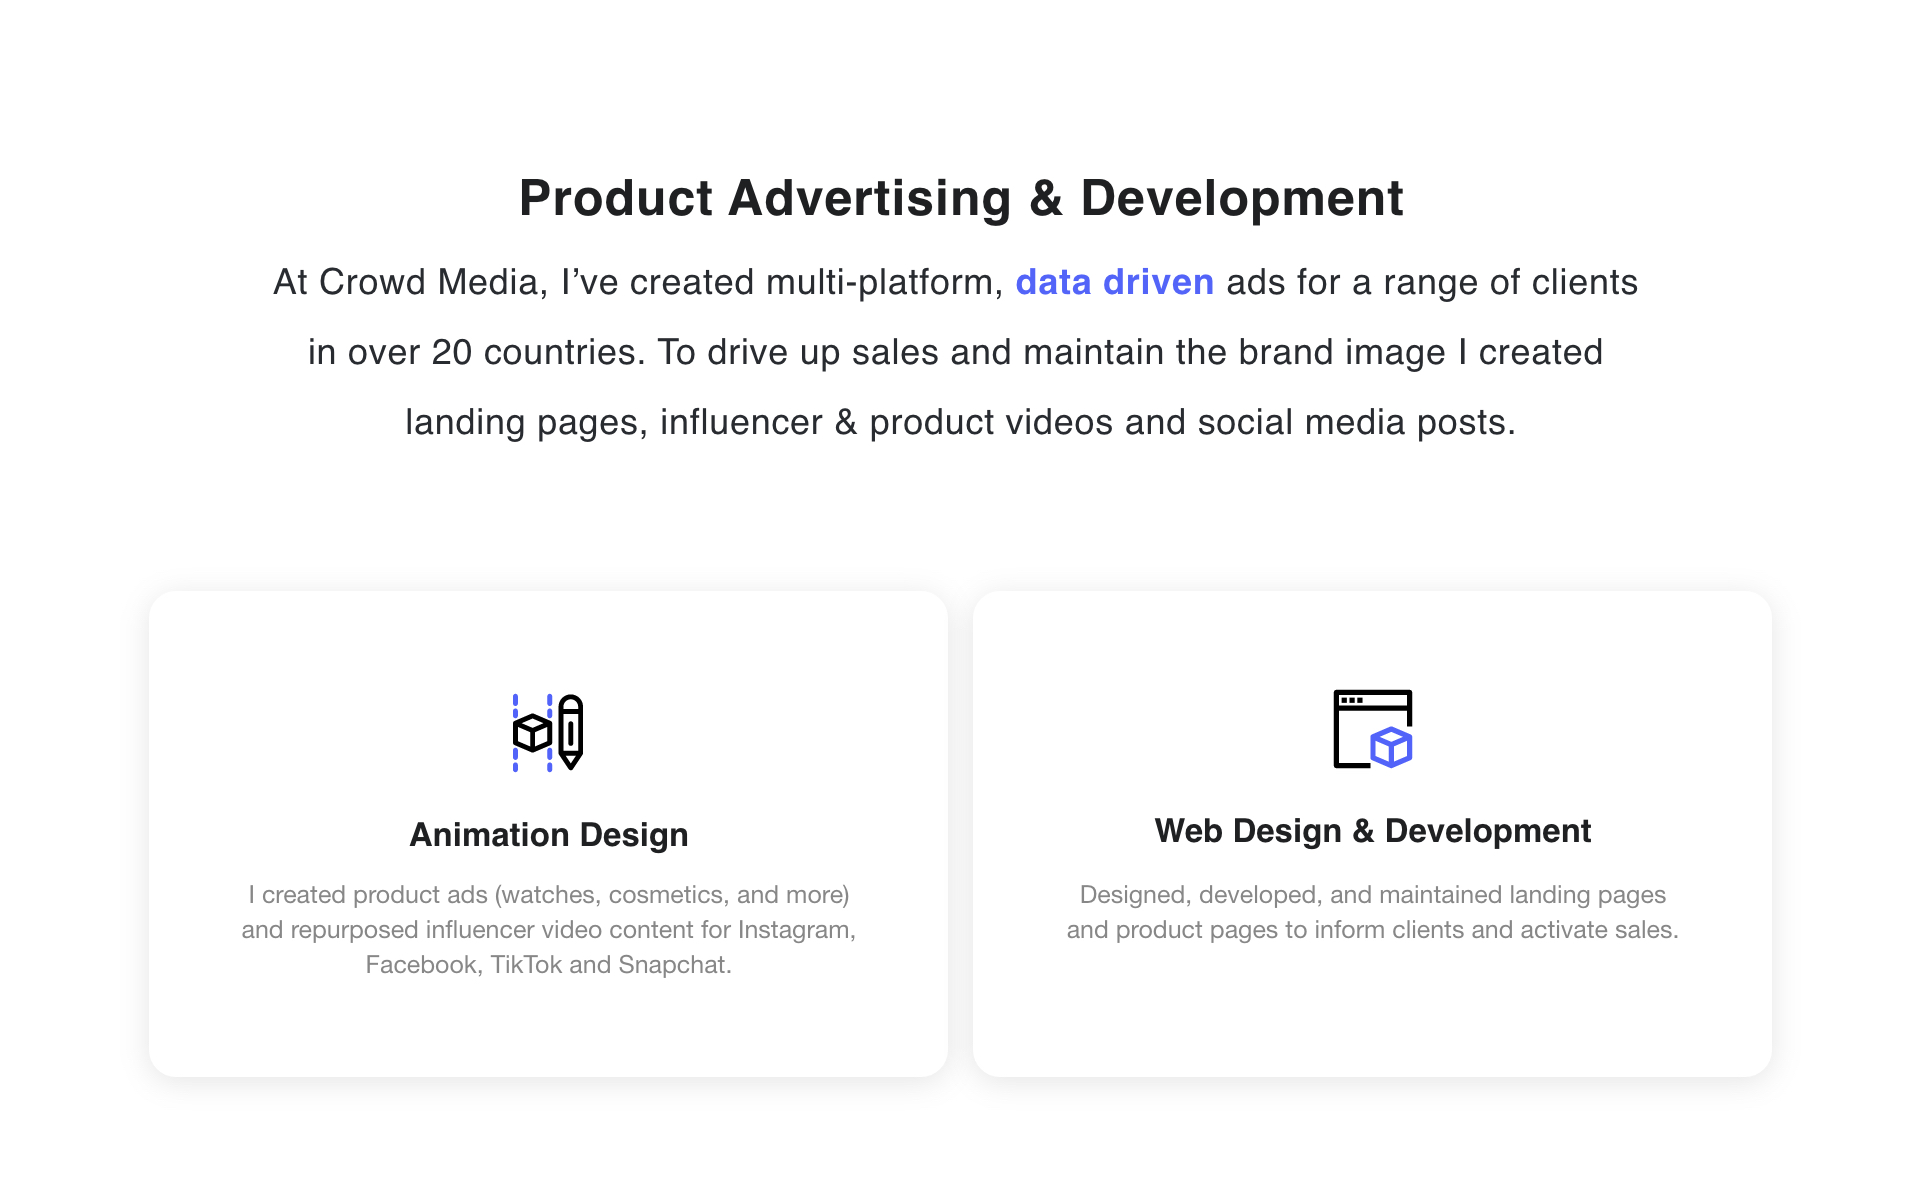 Product Advertising & Development
At Crowd Media, I’ve created multi-platform, data driven ads for a range of clients
in over 20 countries. To drive up sales and maintain the brand image I created
landing pages, influencer & product videos and social media posts.
Animation Design
I created product ads (watches, cosmetics, and more)
and repurposed influencer video content for Instagram,
Facebook, TikTok and Snapchat.
Web Design & Development
Designed, developed, and maintained landing pages
and product pages to inform clients and activate sales.